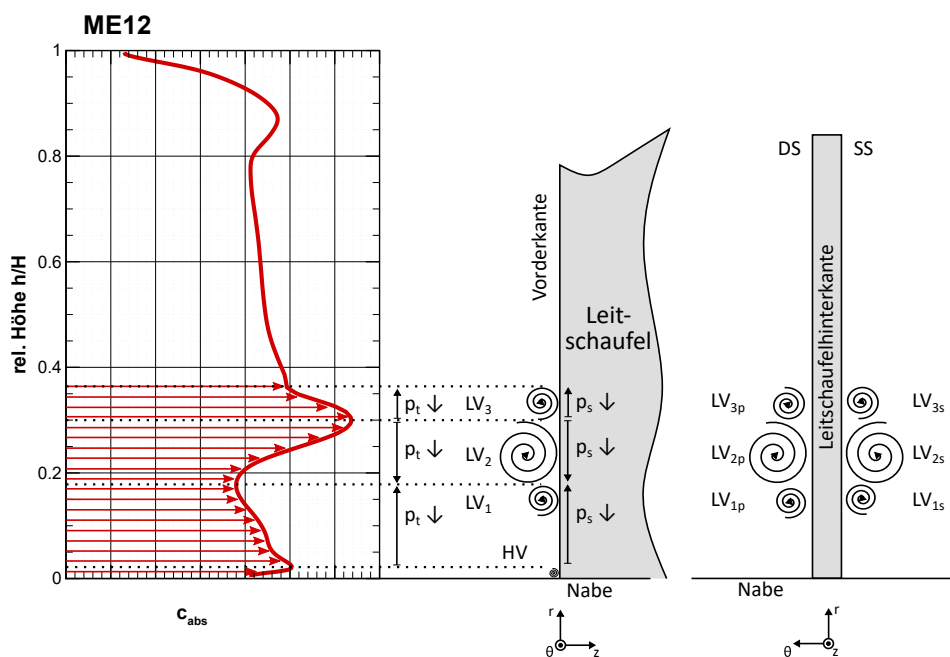 ME12
1
0.8
0.6
0.4
0.2
0
rel. Höhe h/H
c_abs
p_t ↓
p_t ↓
p_t ↓
LV_3
LV_2
LV_1
HV
p_s ↓
p_s ↓
p_s ↓
Vorderkante
Leit-
schaufel
Nabe
r
θ
z
DS
SS
Leitschaufelhinterkante
LV_3p
LV_3s
LV_2p
LV_2s
LV_1p
LV_1s
Nabe
r
θ
z